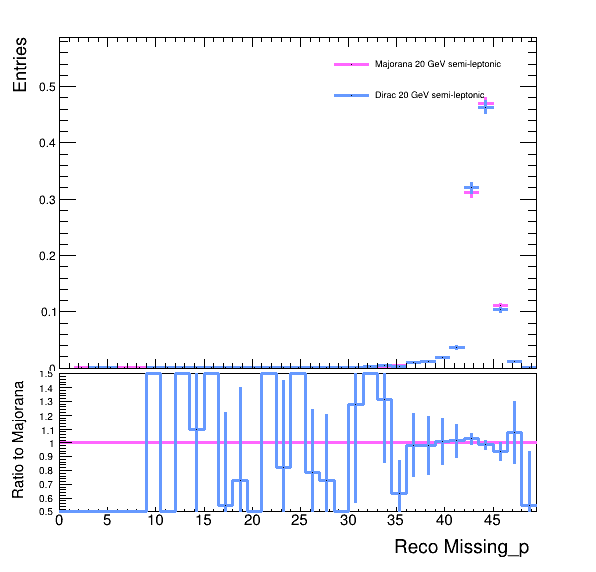 Entries
Majorana 20 GeV semi-leptonic
Dirac 20 GeV semi-leptonic
0.5
0.4
0.3
0.2
0.1
0
Ratio to Majorana
1.5
1.4
1.3
1.2
1.1
1
0.9
0.8
0.7
0.6
0.5
0 5 10 15 20 25 30 35 40 45
Reco Missing_p